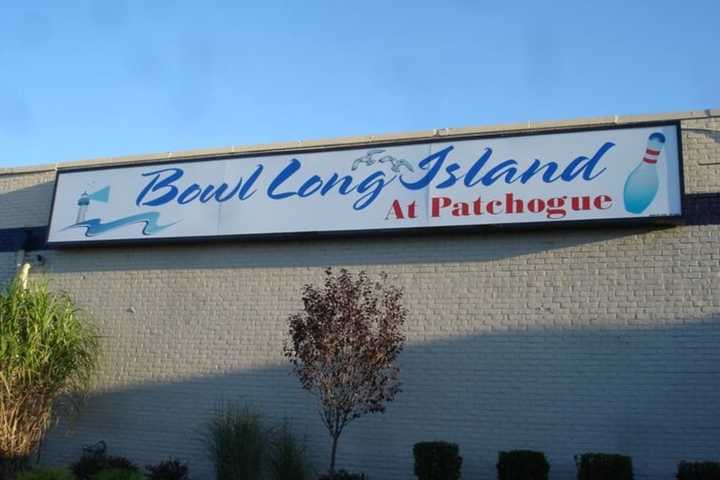 Bowl Long Island
At Patchogue